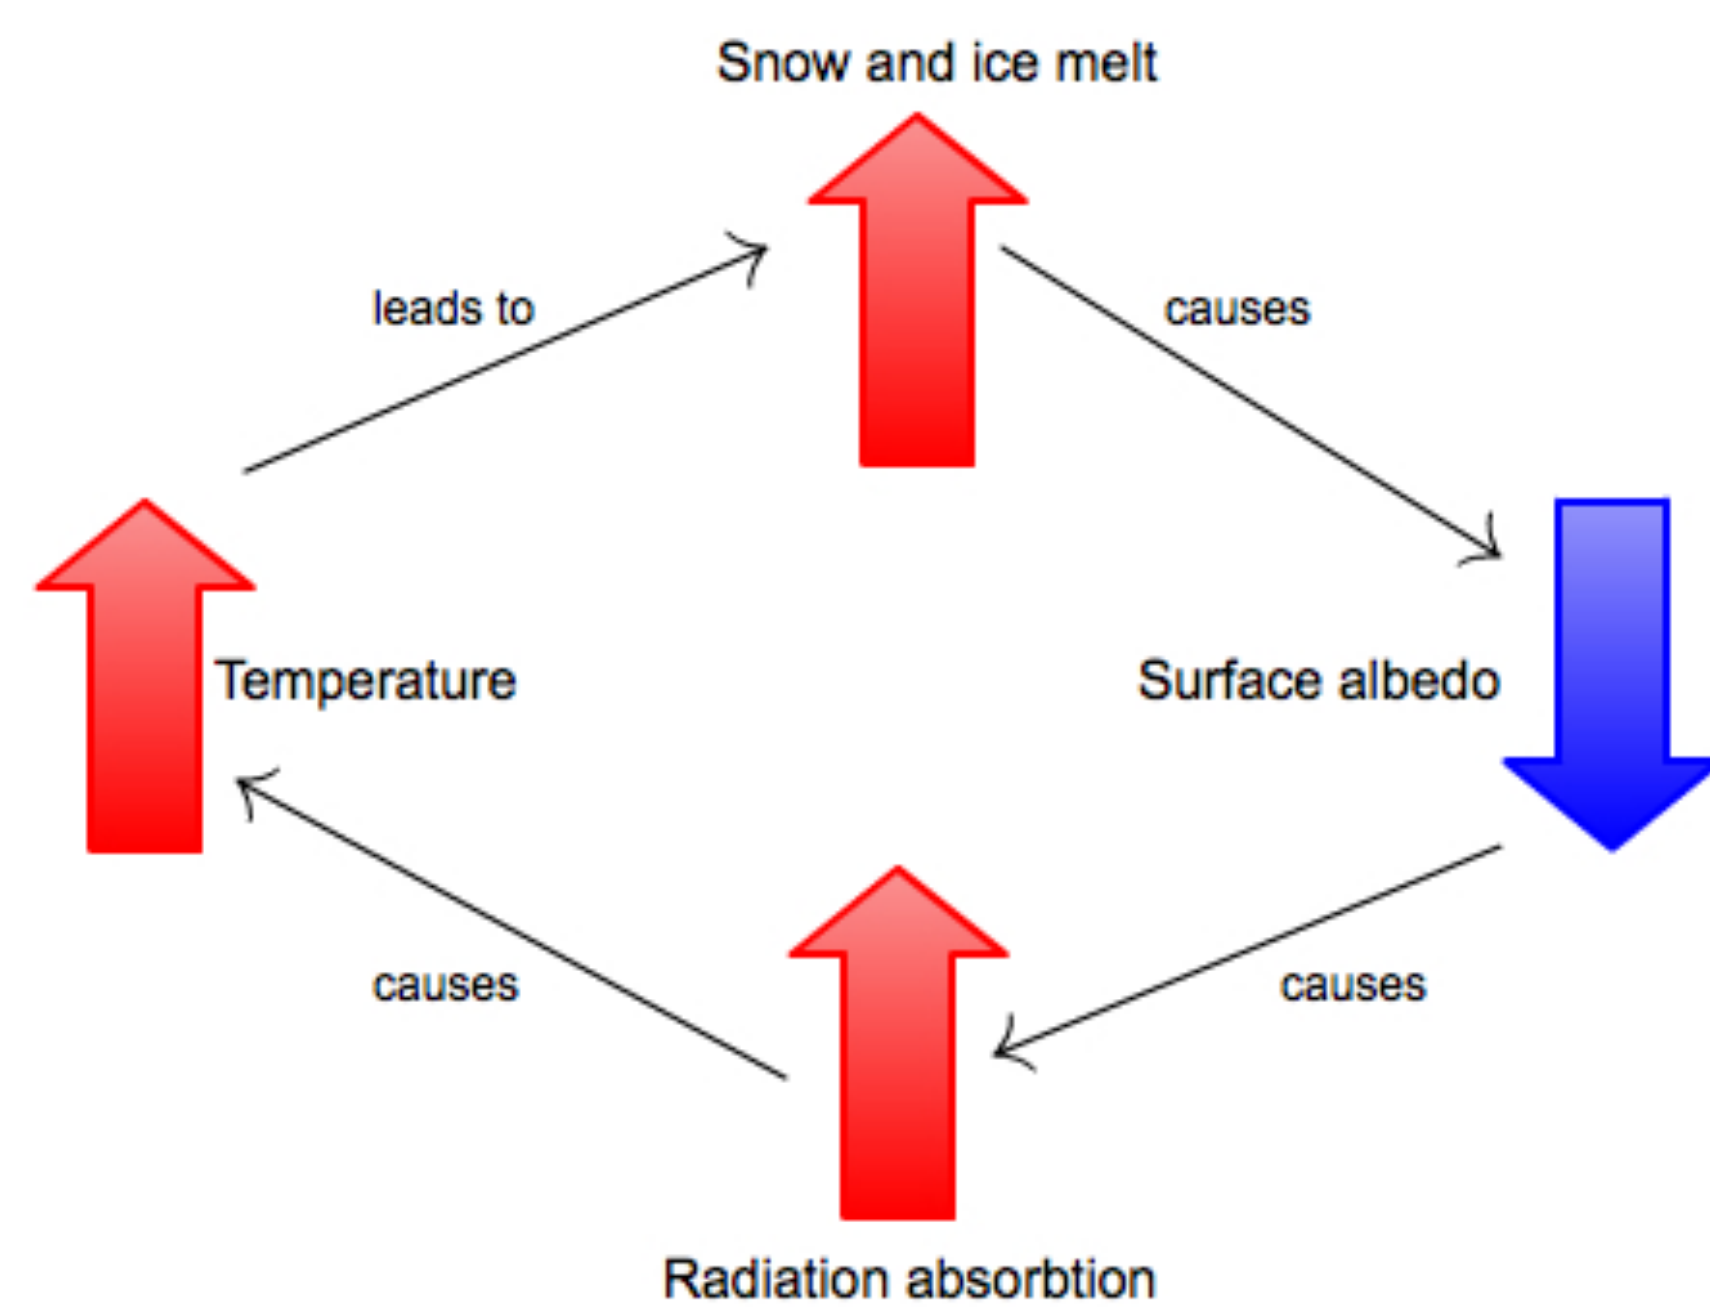 Snow and ice melt
leads to
causes
Temperature
Surface albedo
causes
causes
Radiation absorbtion